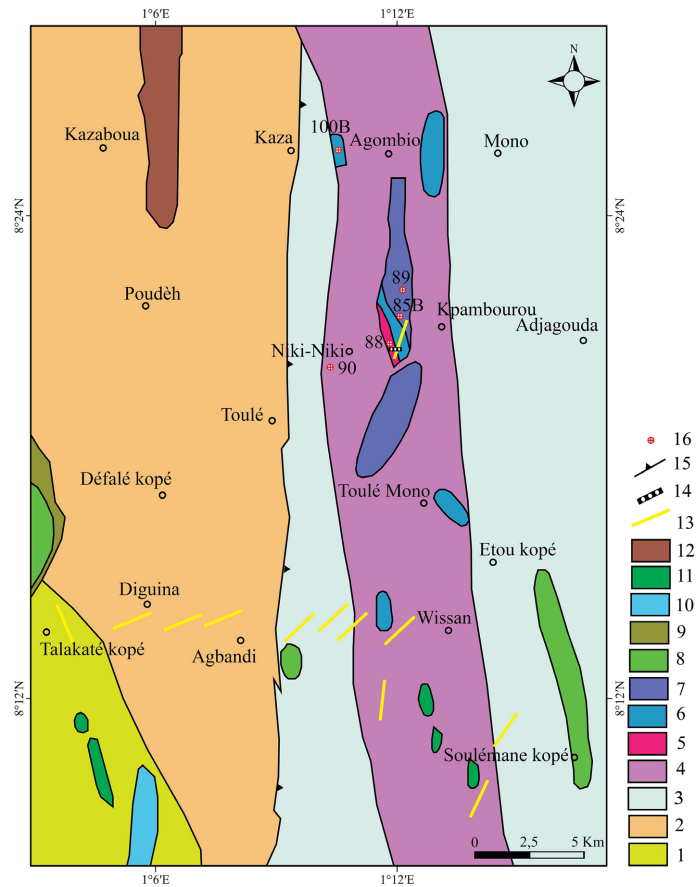 1°6′E 1°12′E
N
100B
Kazaboua Kaza Agombio Mono
8°24′N 8°24′N
89
Poudèh 85B Kpambourou
Adjagouda
88
Niki-Niki
90
Toulé
16
15
Défalé kopé 14
Toulé Mono
13
12
Etou kopé
11
Diguina
10
Wissan
9
Talakaté kopé
Agbandi
8
8°12′N 8°12′N
7
6
Soulémane kopé 5
4
3
0 2,5 5 Km
2
1
1°6′E 1°12′E